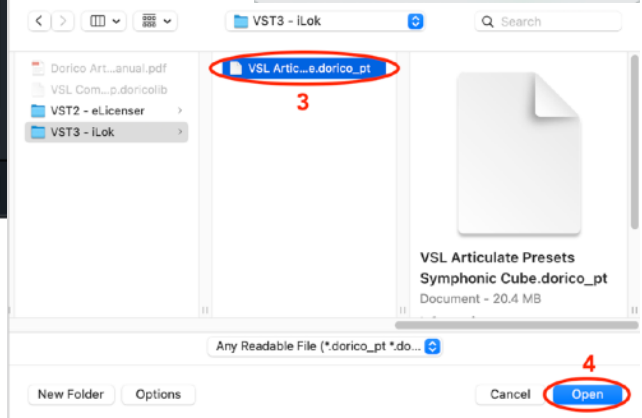 VST3 - iLok
Search
Dorico Art...anual.pdf
VSL Com...p.doricolib
VST2 - eLicenser
VST3 - iLok
VSL Artic...e.dorico_pt
3
VSL Articulate Presets
Symphonic Cube.dorico_pt
Document - 20.4 MB
Any Readable File (*.dorico_pt *.do...
4
New Folder
Options
Cancel
Open